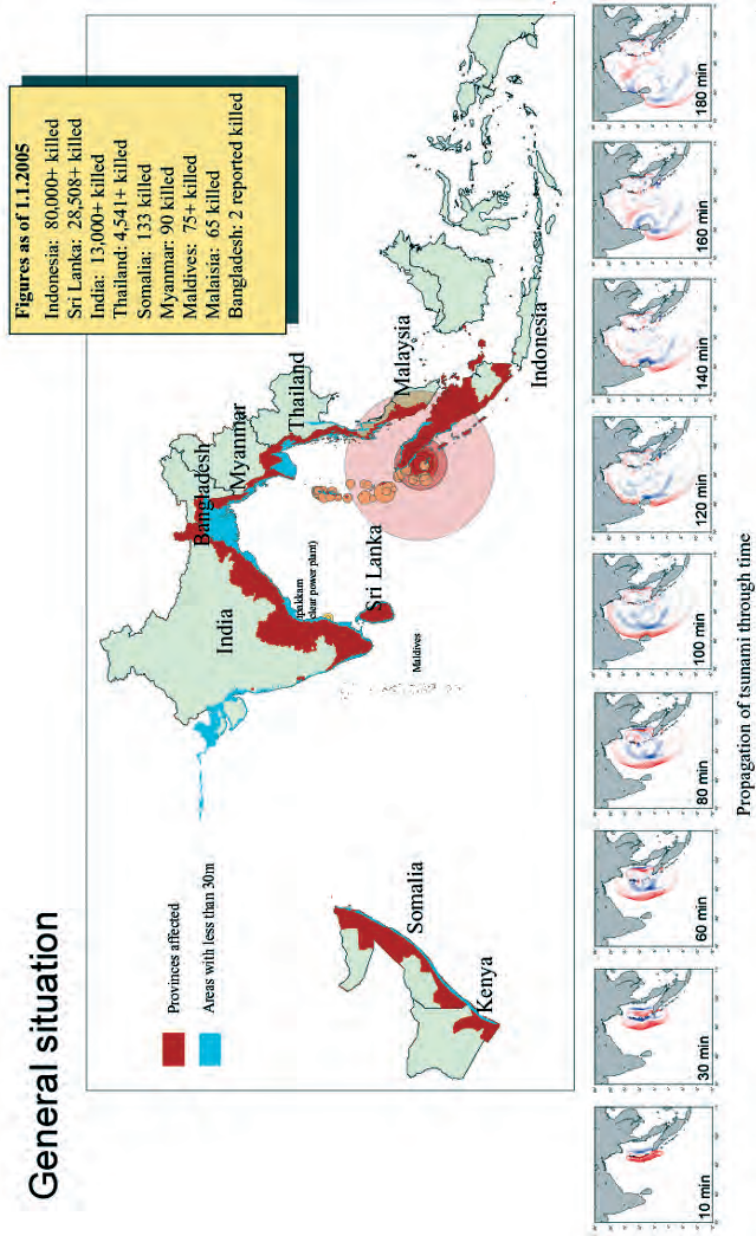 General situation
Figures as of 1.1.2005
Indonesia: 80,000+ killed
Sri Lanka: 28,508+ killed
India: 13,000+ killed
Thailand: 4,541+ killed
Somalia: 133 killed
Myanmar: 90 killed
Maldives: 75+ killed
Malaisia: 65 killed
Bangladesh: 2 reported killed
Provinces affected
Areas with less than 30m
India
Bangladesh
Myanmar
Thailand
Malaysia
Indonesia
Sri Lanka
Maldives
Somalia
Kenya
ipakkam
clear power plant)
10 min
30 min
60 min
80 min
100 min
120 min
140 min
160 min
180 min
Propagation of tsunami through time